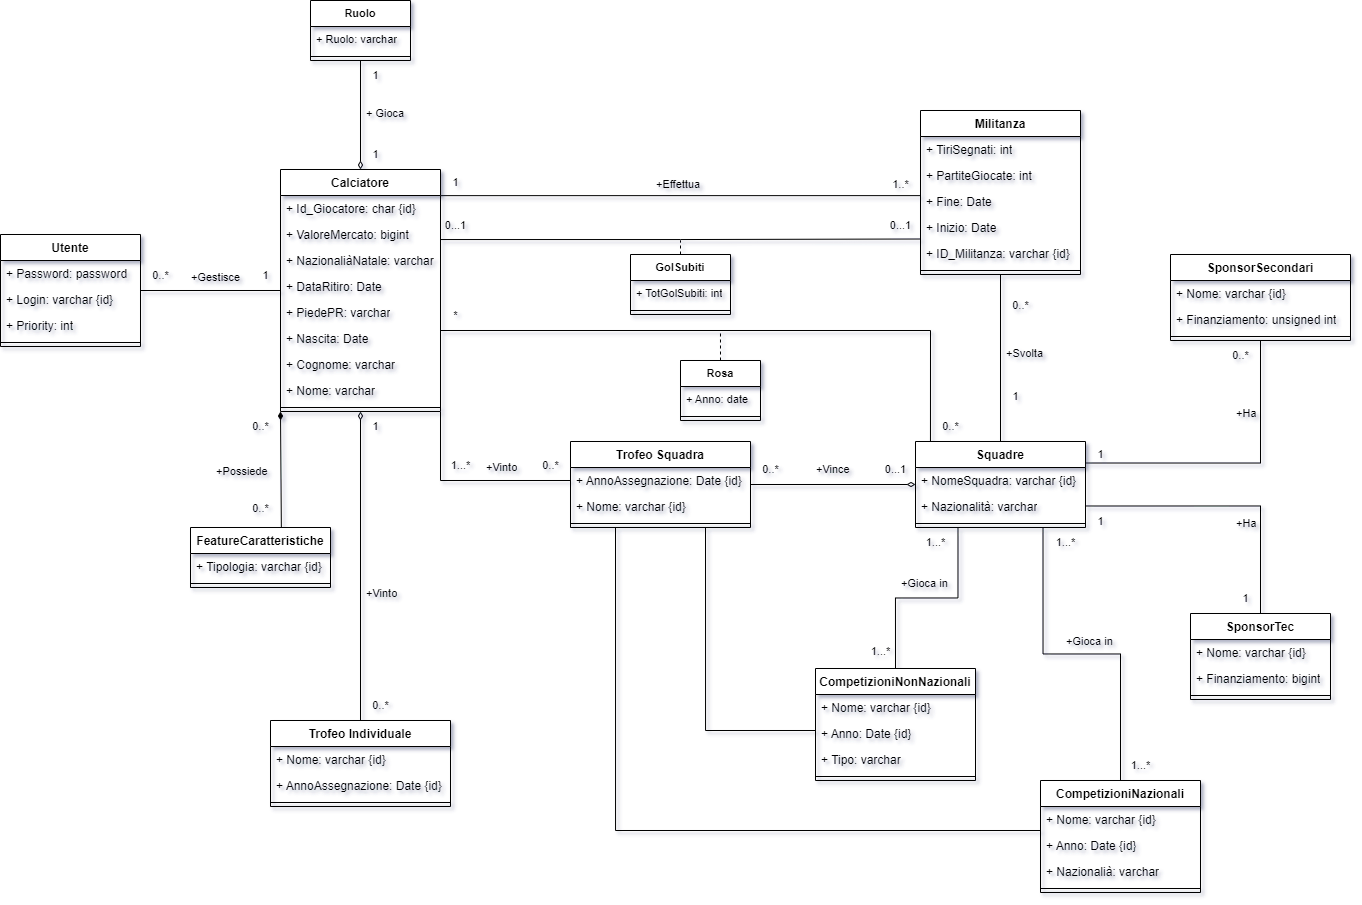 Ruolo
+ Ruolo: varchar
1
+ Gioca
1
Calciatore
+ Id_Giocatore: char {id}
+ ValoreMercato: bigint
+ NazionaliàNatale: varchar
+ DataRitiro: Date
+ PiedePR: varchar
+ Nascita: Date
+ Cognome: varchar
+ Nome: varchar
Utente
+ Password: password
+ Login: varchar {id}
+ Priority: int
0..*
+Gestisce
1
1
+Effettua
1..*
0...1
0...1
GolSubiti
+ TotGolSubiti: int
Militanza
+ TiriSegnati: int
+ PartiteGiocate: int
+ Fine: Date
+ Inizio: Date
+ ID_Militanza: varchar {id}
SponsorSecondari
+ Nome: varchar {id}
+ Finanziamento: unsigned int
*
Rosa
+ Anno: date
0..*
0..*
+Svolta
1
0..*
+Ha
1
0..*
+Possiede
0..*
FeatureCaratteristiche
+ Tipologia: varchar {id}
1
+Vinto
0..*
Trofeo Individuale
+ Nome: varchar {id}
+ AnnoAssegnazione: Date {id}
1...*
+Vinto
0..*
Trofeo Squadra
+ AnnoAssegnazione: Date {id}
+ Nome: varchar {id}
0..*
+Vince
0...1
Squadre
+ NomeSquadra: varchar {id}
+ Nazionalità: varchar
1
+Ha
1
SponsorTec
+ Nome: varchar {id}
+ Finanziamento: bigint
1...*
+Gioca in
1...*
CompetizioniNonNazionali
+ Nome: varchar {id}
+ Anno: Date {id}
+ Tipo: varchar
1...*
+Gioca in
1...*
CompetizioniNazionali
+ Nome: varchar {id}
+ Anno: Date {id}
+ Nazionalià: varchar